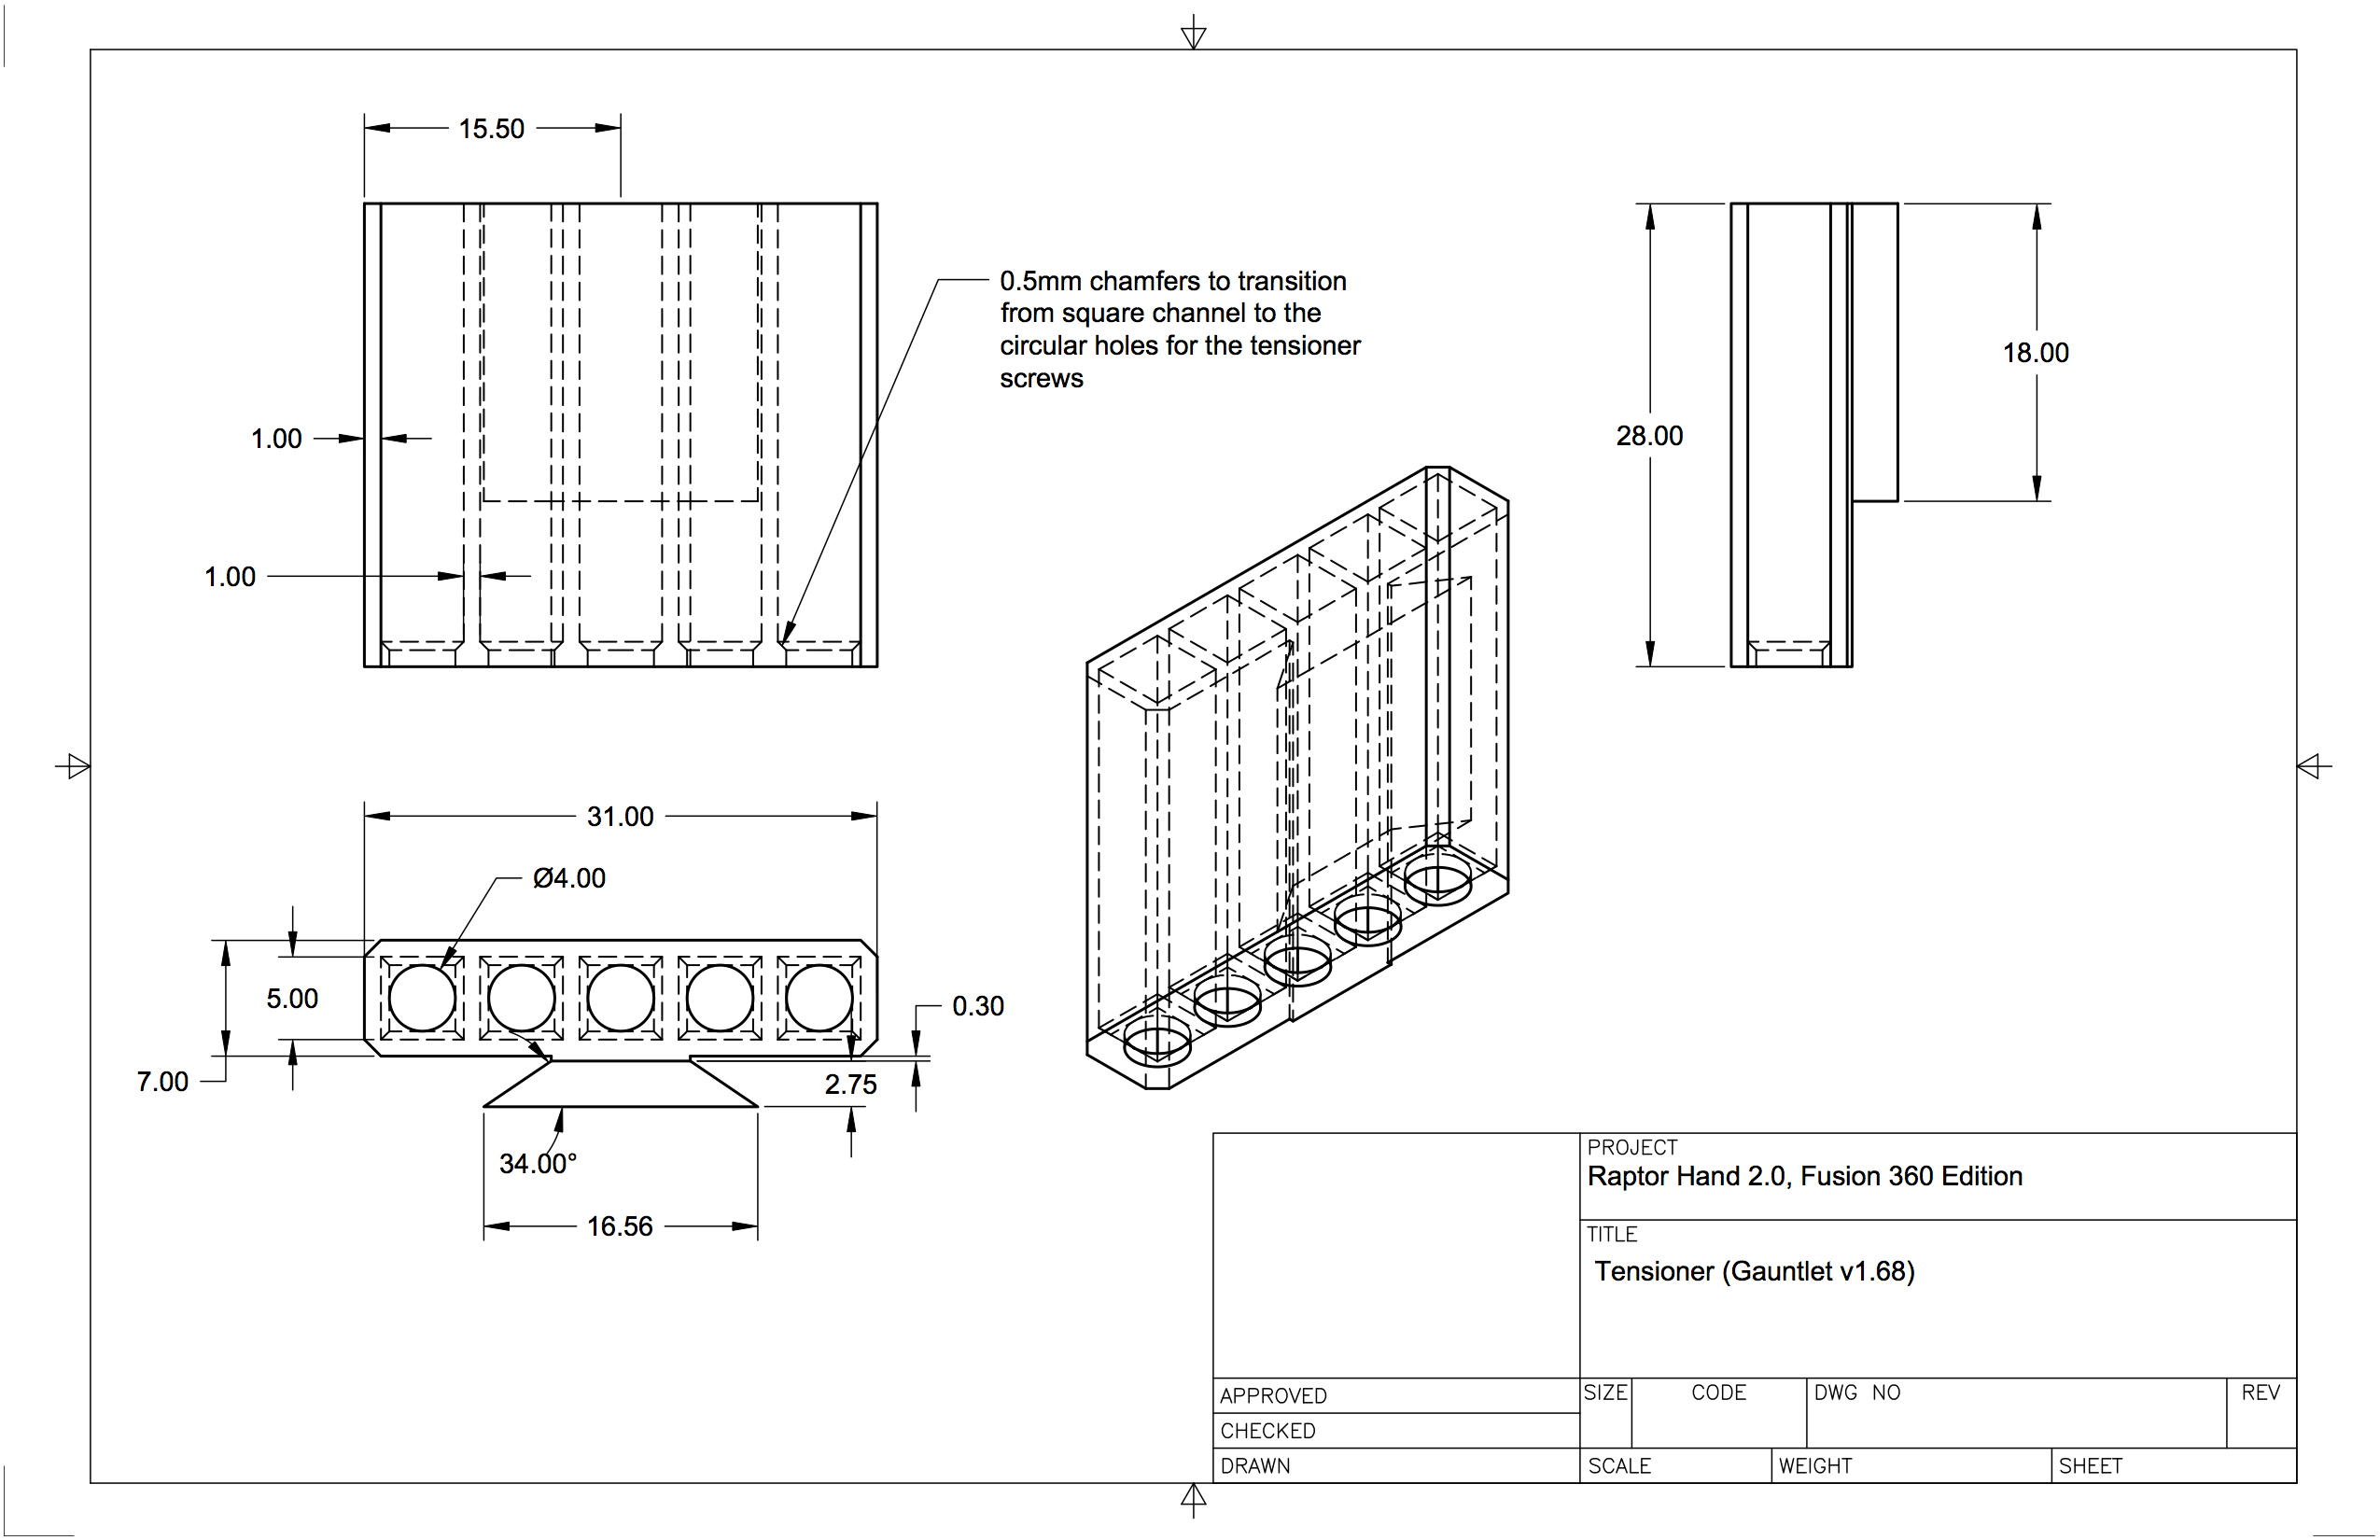 15.50
0.5mm chamfers to transition
from square channel to the
circular holes for the tensioner
screws
18.00
28.00
1.00
1.00
31.00
Ø4.00
5.00
0.30
7.00
2.75
34.00°
16.56
PROJECT
Raptor Hand 2.0, Fusion 360 Edition
TITLE
Tensioner (Gauntlet v1.68)
APPROVED
SIZE
CODE
DWG NO
REV
CHECKED
DRAWN
SCALE
WEIGHT
SHEET